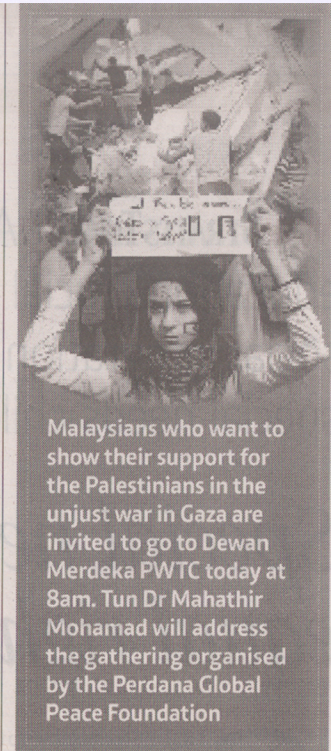 Malaysians who want to
show their support for
the Palestinians in the
unjust war in Gaza are
invited to go to Dewan
Merdeka PWTC today at
8am. Tun Dr Mahathir
Mohamad will address
the gathering organised
by the Perdana Global
Peace Foundation